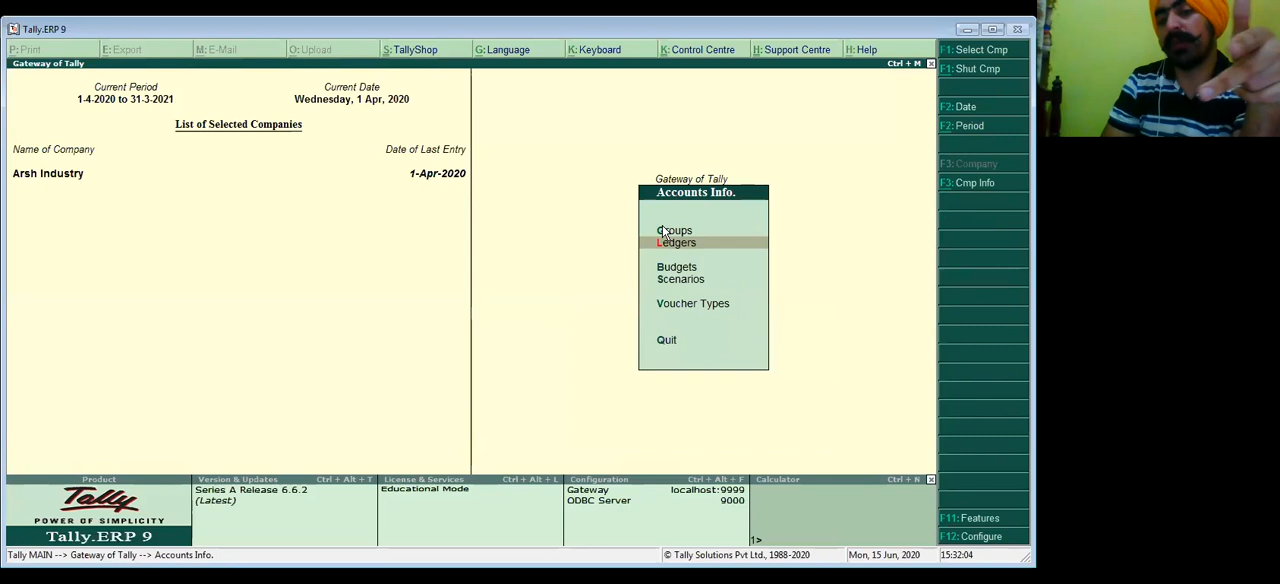 Tally.ERP 9
P: Print E: Export M: E-Mail O: Upload S: TallyShop G: Language K: Keyboard K: Control Centre H: Support Centre H: Help
Gateway of Tally Ctrl + M
Current Period Current Date
1-4-2020 to 31-3-2021 Wednesday, 1 Apr, 2020
List of Selected Companies
Name of Company Date of Last Entry
Arsh Industry 1-Apr-2020
Gateway of Tally
Accounts Info.
Groups
Ledgers
Budgets
Scenarios
Voucher Types
Quit
F1: Select Cmp
F1: Shut Cmp
F2: Date
F2: Period
F3: Company
F3: Cmp Info
F11: Features
F12: Configure
Product
Tally
POWER OF SIMPLICITY
Tally.ERP 9
Version & Updates Ctrl + Alt + T
Series A Release 6.6.2
(Latest)
License & Services Ctrl + Alt + L
Educational Mode
Configuration Ctrl + Alt + F
Gateway localhost:9999
ODBC Server 9000
Calculator Ctrl + N
1>
Tally MAIN --> Gateway of Tally --> Accounts Info. © Tally Solutions Pvt Ltd., 1988-2020 Mon, 15 Jun, 2020 15:32:04